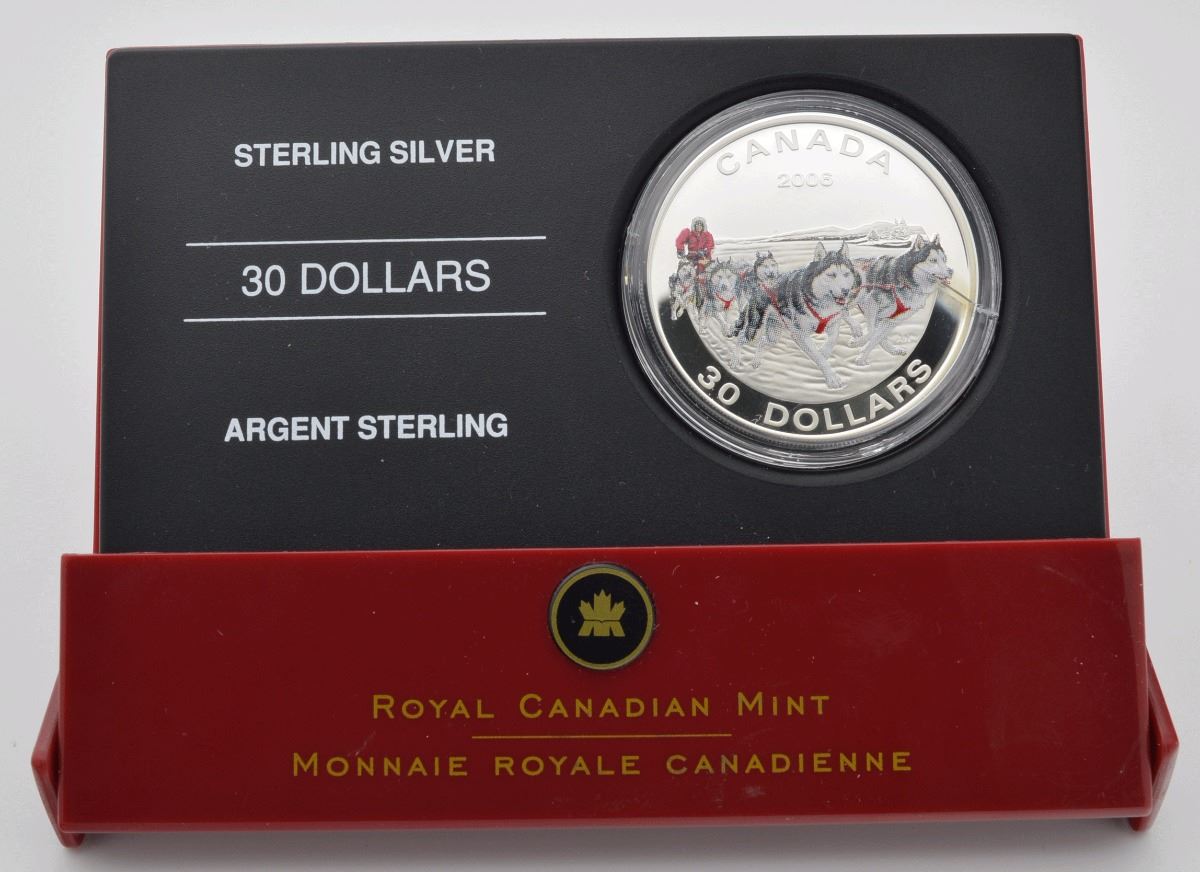 STERLING SILVER
30 DOLLARS
ARGENT STERLING
CANADA
2006
30 DOLLARS
ROYAL CANADIAN MINT
MONNAIE ROYALE CANADIENNE